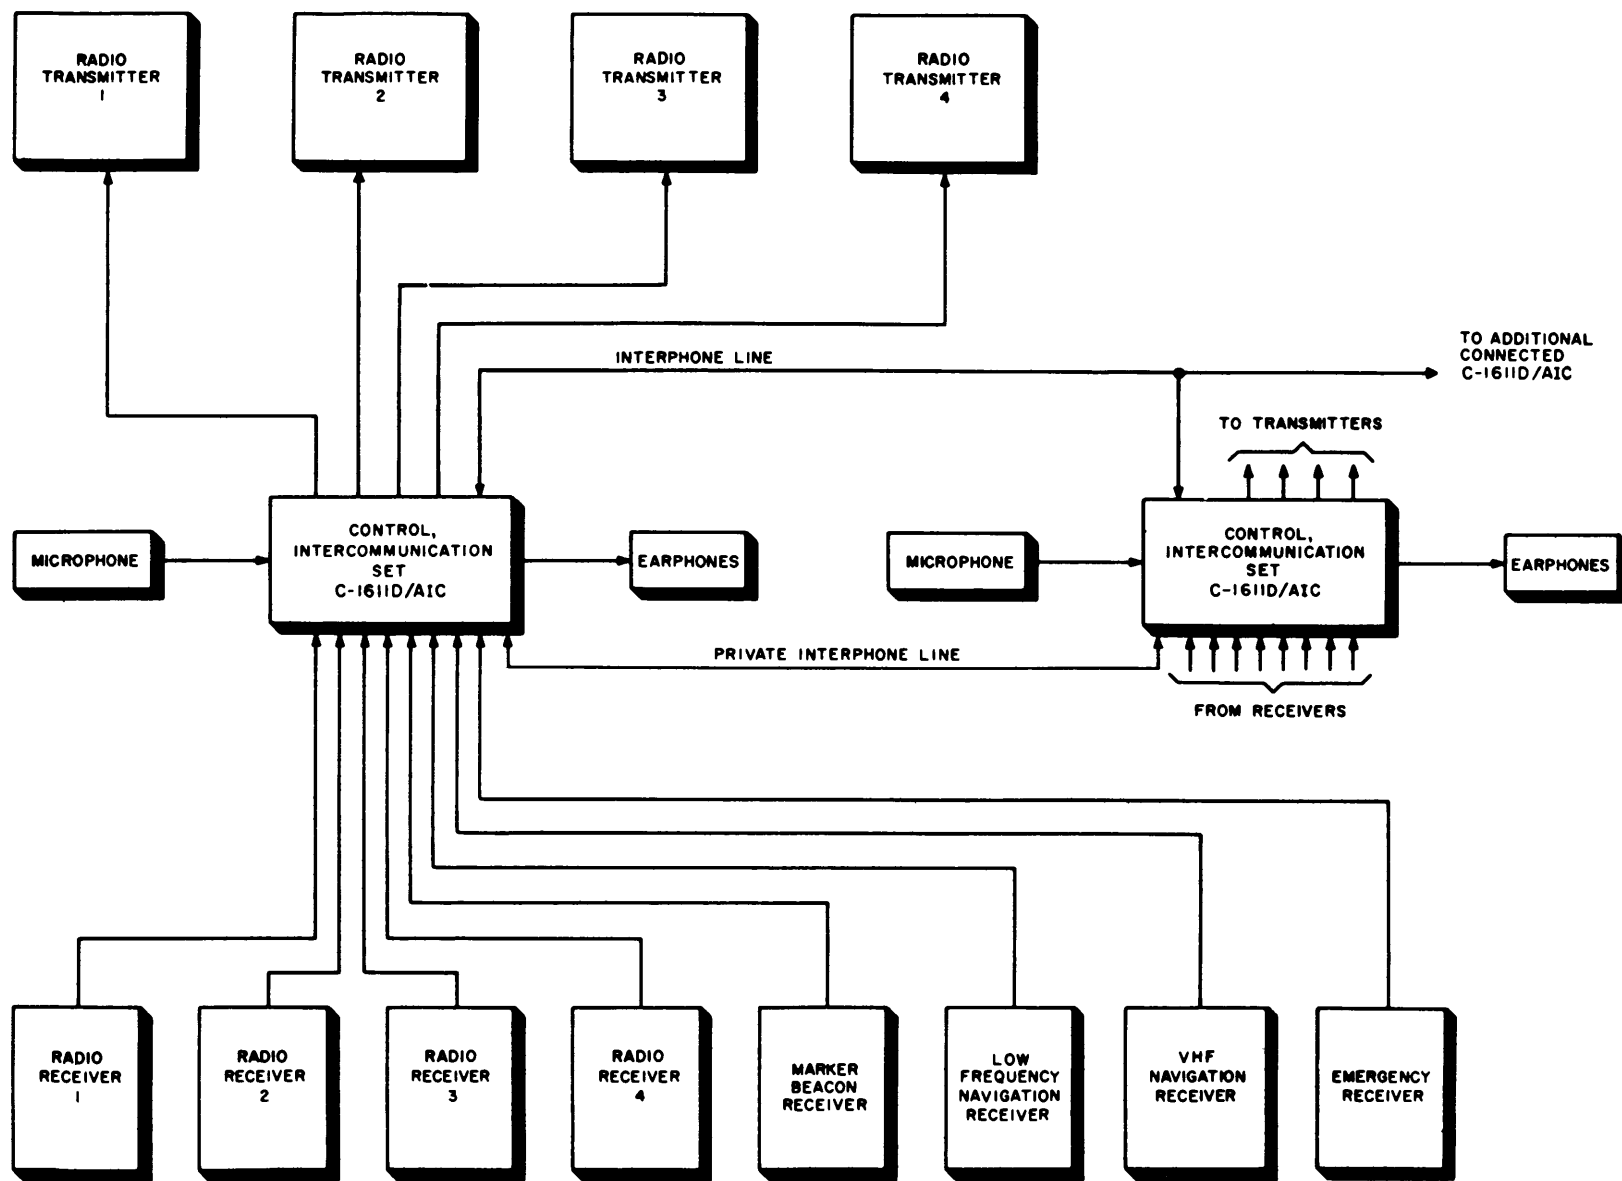 RADIO
TRANSMITTER
1
RADIO
TRANSMITTER
2
RADIO
TRANSMITTER
3
RADIO
TRANSMITTER
4
INTERPHONE LINE
TO ADDITIONAL
CONNECTED
C-1611D/AIC
TO TRANSMITTERS
MICROPHONE
CONTROL,
INTERCOMMUNICATION
SET
C-1611D/AIC
EARPHONES
MICROPHONE
CONTROL,
INTERCOMMUNICATION
SET
C-1611D/AIC
EARPHONES
PRIVATE INTERPHONE LINE
FROM RECEIVERS
RADIO
RECEIVER
1
RADIO
RECEIVER
2
RADIO
RECEIVER
3
RADIO
RECEIVER
4
MARKER
BEACON
RECEIVER
LOW
FREQUENCY
NAVIGATION
RECEIVER
VHF
NAVIGATION
RECEIVER
EMERGENCY
RECEIVER